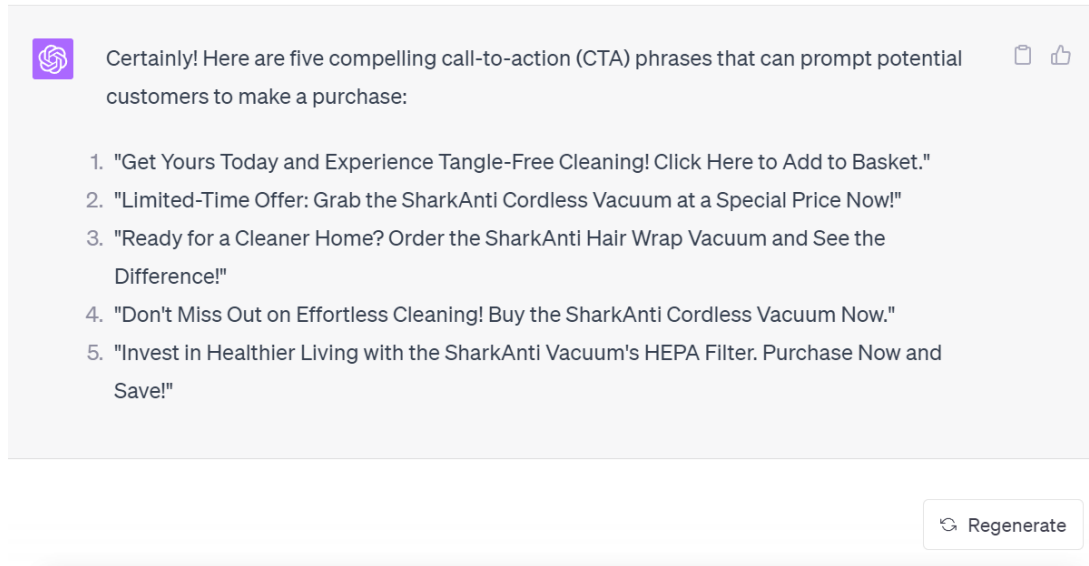 Certainly! Here are five compelling call-to-action (CTA) phrases that can prompt potential
customers to make a purchase:
1. "Get Yours Today and Experience Tangle-Free Cleaning! Click Here to Add to Basket."
2. "Limited-Time Offer: Grab the SharkAnti Cordless Vacuum at a Special Price Now!"
3. "Ready for a Cleaner Home? Order the SharkAnti Hair Wrap Vacuum and See the
Difference!"
4. "Don't Miss Out on Effortless Cleaning! Buy the SharkAnti Cordless Vacuum Now."
5. "Invest in Healthier Living with the SharkAnti Vacuum's HEPA Filter. Purchase Now and
Save!"
Regenerate